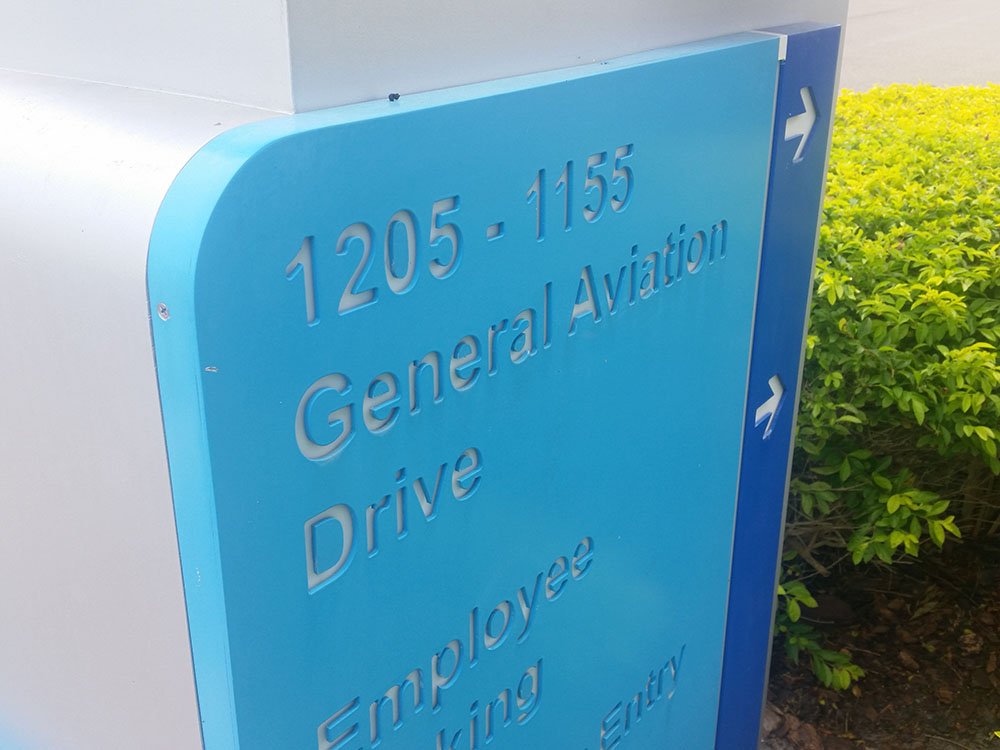 1205 - 1155
General Aviation
Drive
Employee
Entry